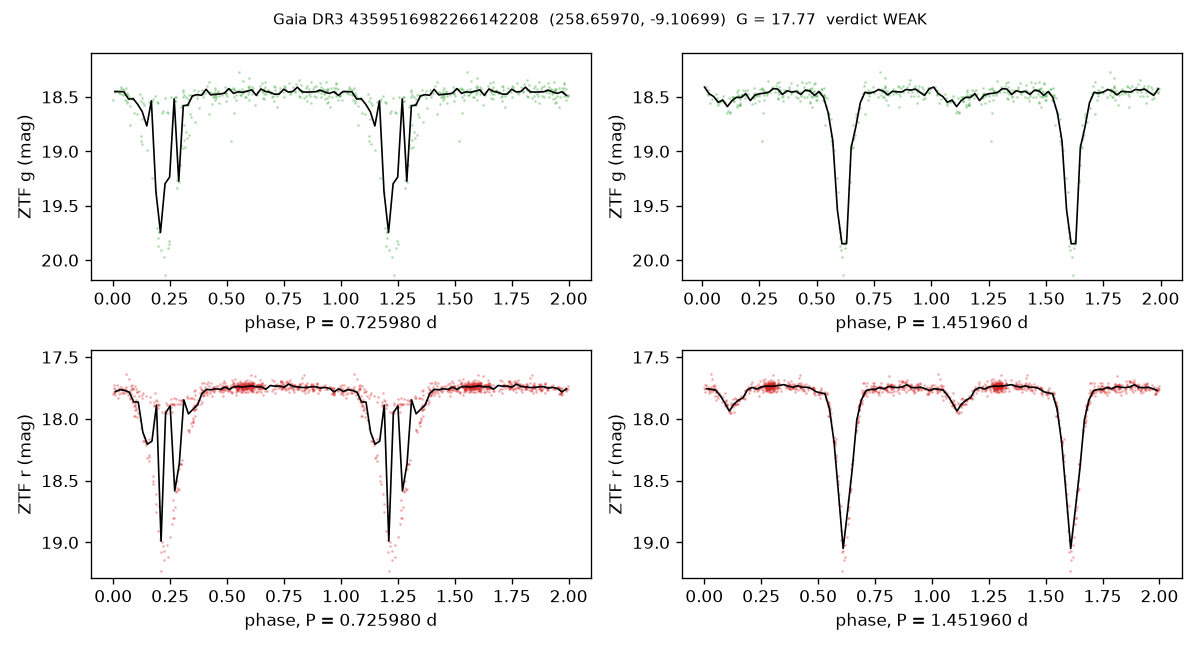 Gaia DR3 4359516982266142208 (258.65970, -9.10699) G = 17.77 verdict WEAK
ZTF g (mag)
18.5
19.0
19.5
20.0
0.00 0.25 0.50 0.75 1.00 1.25 1.50 1.75 2.00
phase, P = 0.725980 d
ZTF g (mag)
18.5
19.0
19.5
20.0
0.00 0.25 0.50 0.75 1.00 1.25 1.50 1.75 2.00
phase, P = 1.451960 d
ZTF r (mag)
17.5
18.0
18.5
19.0
0.00 0.25 0.50 0.75 1.00 1.25 1.50 1.75 2.00
phase, P = 0.725980 d
ZTF r (mag)
17.5
18.0
18.5
19.0
0.00 0.25 0.50 0.75 1.00 1.25 1.50 1.75 2.00
phase, P = 1.451960 d